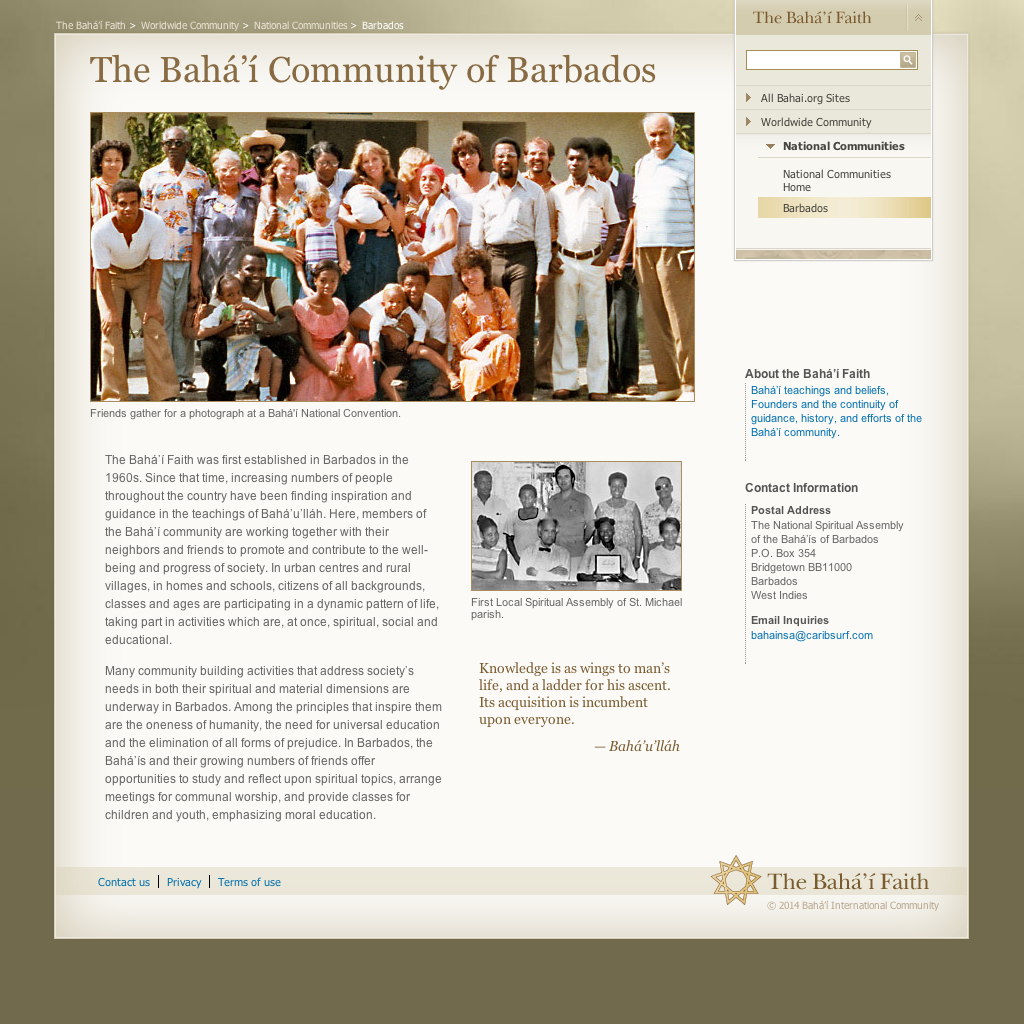 The Bahá’í Faith > Worldwide Community > National Communities > Barbados
The Bahá’í Faith
The Bahá’í Community of Barbados
All Bahai.org Sites
Worldwide Community
National Communities
National Communities
Home
Barbados
Friends gather for a photograph at a Bahá’í National Convention.
The Bahá’í Faith was first established in Barbados in the
1960s. Since that time, increasing numbers of people
throughout the country have been finding inspiration and
guidance in the teachings of Bahá’u’lláh. Here, members of
the Bahá’í community are working together with their
neighbors and friends to promote and contribute to the well-
being and progress of society. In urban centres and rural
villages, in homes and schools, citizens of all backgrounds,
classes and ages are participating in a dynamic pattern of life,
taking part in activities which are, at once, spiritual, social and
educational.
Many community building activities that address society’s
needs in both their spiritual and material dimensions are
underway in Barbados. Among the principles that inspire them
are the oneness of humanity, the need for universal education
and the elimination of all forms of prejudice. In Barbados, the
Bahá’ís and their growing numbers of friends offer
opportunities to study and reflect upon spiritual topics, arrange
meetings for communal worship, and provide classes for
children and youth, emphasizing moral education.
First Local Spiritual Assembly of St. Michael
parish.
Knowledge is as wings to man’s
life, and a ladder for his ascent.
Its acquisition is incumbent
upon everyone.
— Bahá’u’lláh
About the Bahá’í Faith
Bahá’í teachings and beliefs,
Founders and the continuity of
guidance, history, and efforts of the
Bahá’í community.
Contact Information
Postal Address
The National Spiritual Assembly
of the Bahá’ís of Barbados
P.O. Box 354
Bridgetown BB11000
Barbados
West Indies
Email Inquiries
bahainsa@caribsurf.com
Contact us | Privacy | Terms of use
The Bahá’í Faith
© 2014 Bahá’í International Community